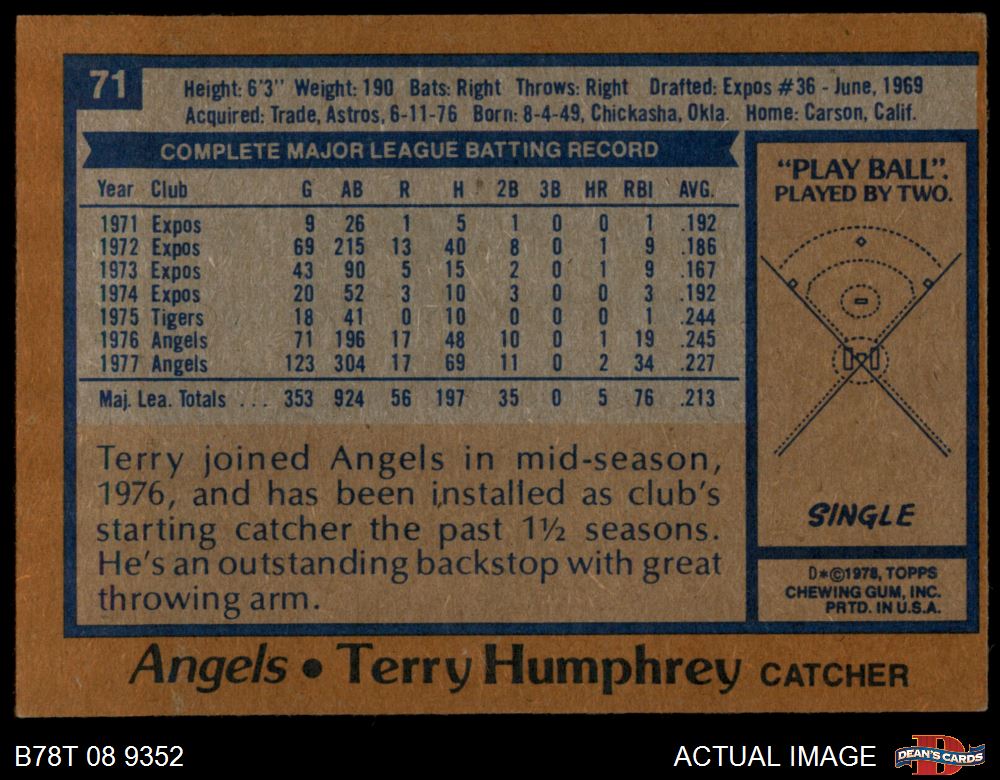 71
Height: 6'3" Weight: 190 Bats: Right Throws: Right Drafted: Expos #36 - June, 1969
Acquired: Trade, Astros, 6-11-76 Born: 8-4-49, Chickasha, Okla. Home: Carson, Calif.
COMPLETE MAJOR LEAGUE BATTING RECORD
Year Club G AB R H 2B 3B HR RBI AVG.
1971 Expos 9 26 1 5 1 0 0 1 .192
1972 Expos 69 215 13 40 8 0 1 9 .186
1973 Expos 43 90 5 15 2 0 1 9 .167
1974 Expos 20 52 3 10 3 0 0 3 .192
1975 Tigers 18 41 0 10 0 0 0 1 .244
1976 Angels 71 196 17 48 10 0 1 19 .245
1977 Angels 123 304 17 69 11 0 2 34 .227
Maj. Lea. Totals ... 353 924 56 197 35 0 5 76 .213
Terry joined Angels in mid-season,
1976, and has been installed as club's
starting catcher the past 1½ seasons.
He's an outstanding backstop with great
throwing arm.
"PLAY BALL".
PLAYED BY TWO.
SINGLE
D*©1978, TOPPS
CHEWING GUM, INC.
PRTD. IN U.S.A.
Angels • Terry Humphrey CATCHER
B78T 08 9352
ACTUAL IMAGE
DEAN'S CARDS